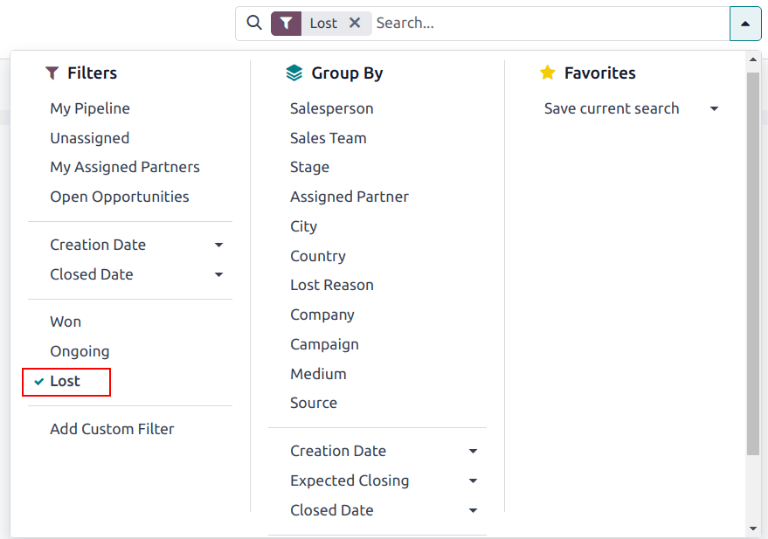 Lost
Search...
Filters
My Pipeline
Unassigned
My Assigned Partners
Open Opportunities
Creation Date
Closed Date
Won
Ongoing
Lost
Add Custom Filter
Group By
Salesperson
Sales Team
Stage
Assigned Partner
City
Country
Lost Reason
Company
Campaign
Medium
Source
Creation Date
Expected Closing
Closed Date
Favorites
Save current search